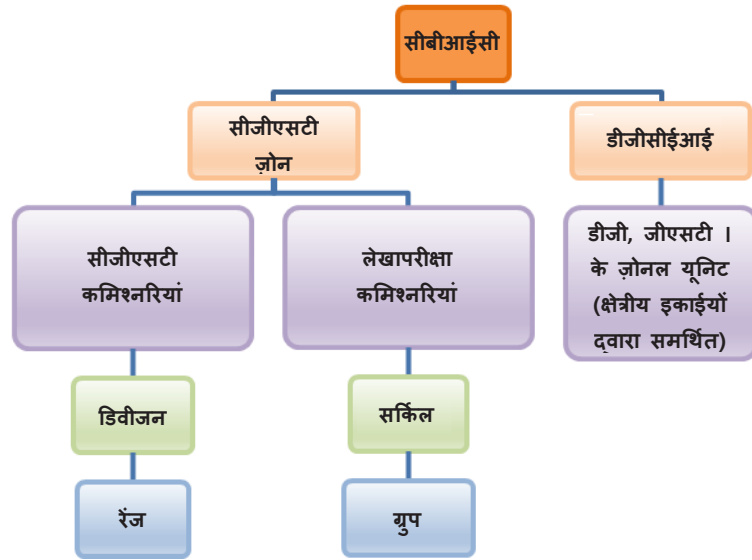 सीबीआईसी
सीजीएसटी
ज़ोन
डीजीसीईआई
सीजीएसटी
कमिश्नरियां
लेखापरीक्षा
कमिश्नरियां
डीजी, जीएसटी I
के ज़ोनल यूनिट
(क्षेत्रीय इकाईयों
द्वारा समर्थित)
डिवीजन
सर्किल
रेंज
ग्रुप